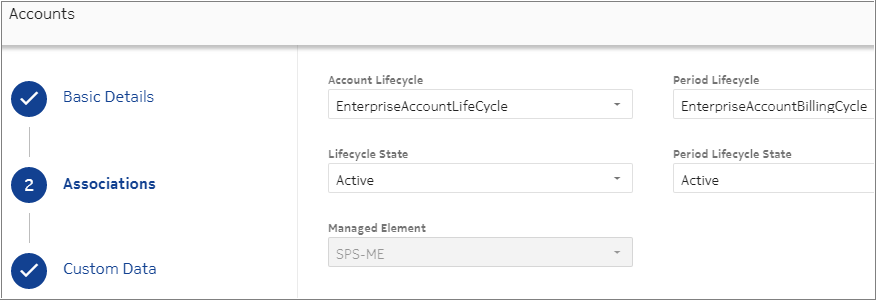 Accounts
Basic Details
2
Associations
Custom Data
Account Lifecycle
Period Lifecycle
EnterpriseAccountLifeCycle
EnterpriseAccountBillingCycle
Lifecycle State
Period Lifecycle State
Active
Active
Managed Element
SPS-ME